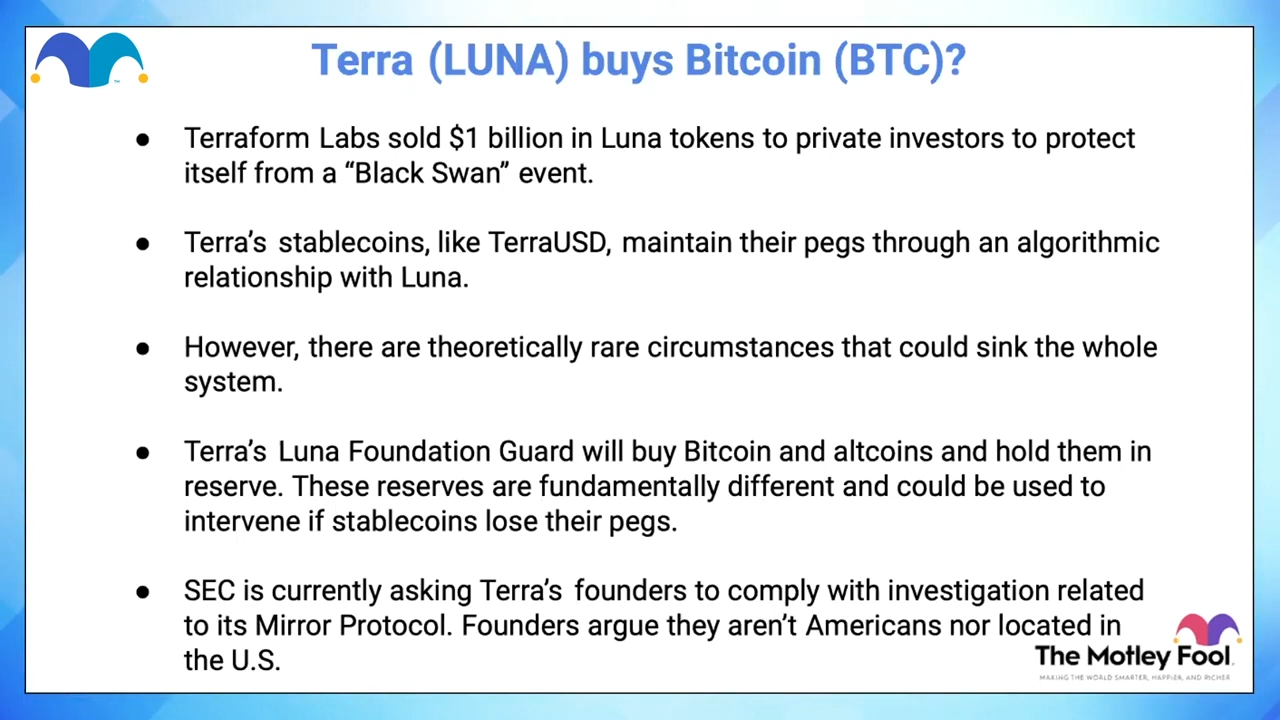 Terra (LUNA) buys Bitcoin (BTC)?
● Terraform Labs sold $1 billion in Luna tokens to private investors to protect
itself from a “Black Swan” event.
● Terra’s stablecoins, like TerraUSD, maintain their pegs through an algorithmic
relationship with Luna.
● However, there are theoretically rare circumstances that could sink the whole
system.
● Terra’s Luna Foundation Guard will buy Bitcoin and altcoins and hold them in
reserve. These reserves are fundamentally different and could be used to
intervene if stablecoins lose their pegs.
● SEC is currently asking Terra’s founders to comply with investigation related
to its Mirror Protocol. Founders argue they aren’t Americans nor located in
the U.S.
The Motley Fool.
MAKING THE WORLD SMARTER, HAPPIER, AND RICHER